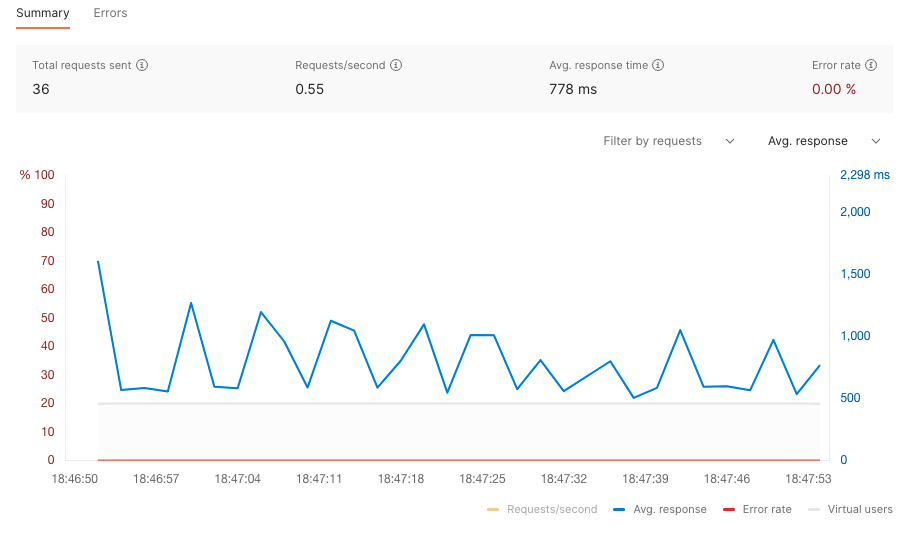 Summary Errors
Total requests sent Requests/second Avg. response time Error rate
36 0.55 778 ms 0.00 %
Filter by requests Avg. response
% 100 2,298 ms
90
2,000
80
70
1,500
60
50
1,000
40
30
500
20
10
0 0
18:46:50 18:46:57 18:47:04 18:47:11 18:47:18 18:47:25 18:47:32 18:47:39 18:47:46 18:47:53
Requests/second Avg. response Error rate Virtual users